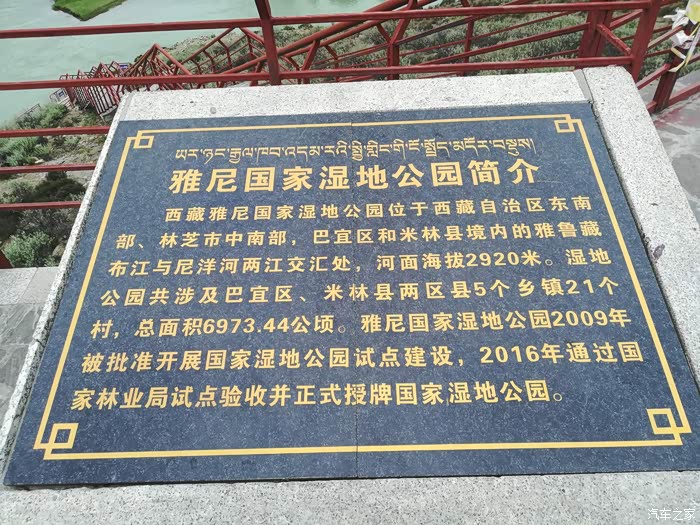 雅尼国家湿地公园简介
西藏雅尼国家湿地公园位于西藏自治区东南
部、林芝市中南部，巴宜区和米林县境内的雅鲁藏
布江与尼洋河两江交汇处，河面海拔2920米。湿地
公园共涉及巴宜区、米林县两区县5个乡镇21个
村，总面积6973.44公顷。雅尼国家湿地公园2009年
被批准开展国家湿地公园试点建设，2016年通过国
家林业局试点验收并正式授牌国家湿地公园。
汽车之家